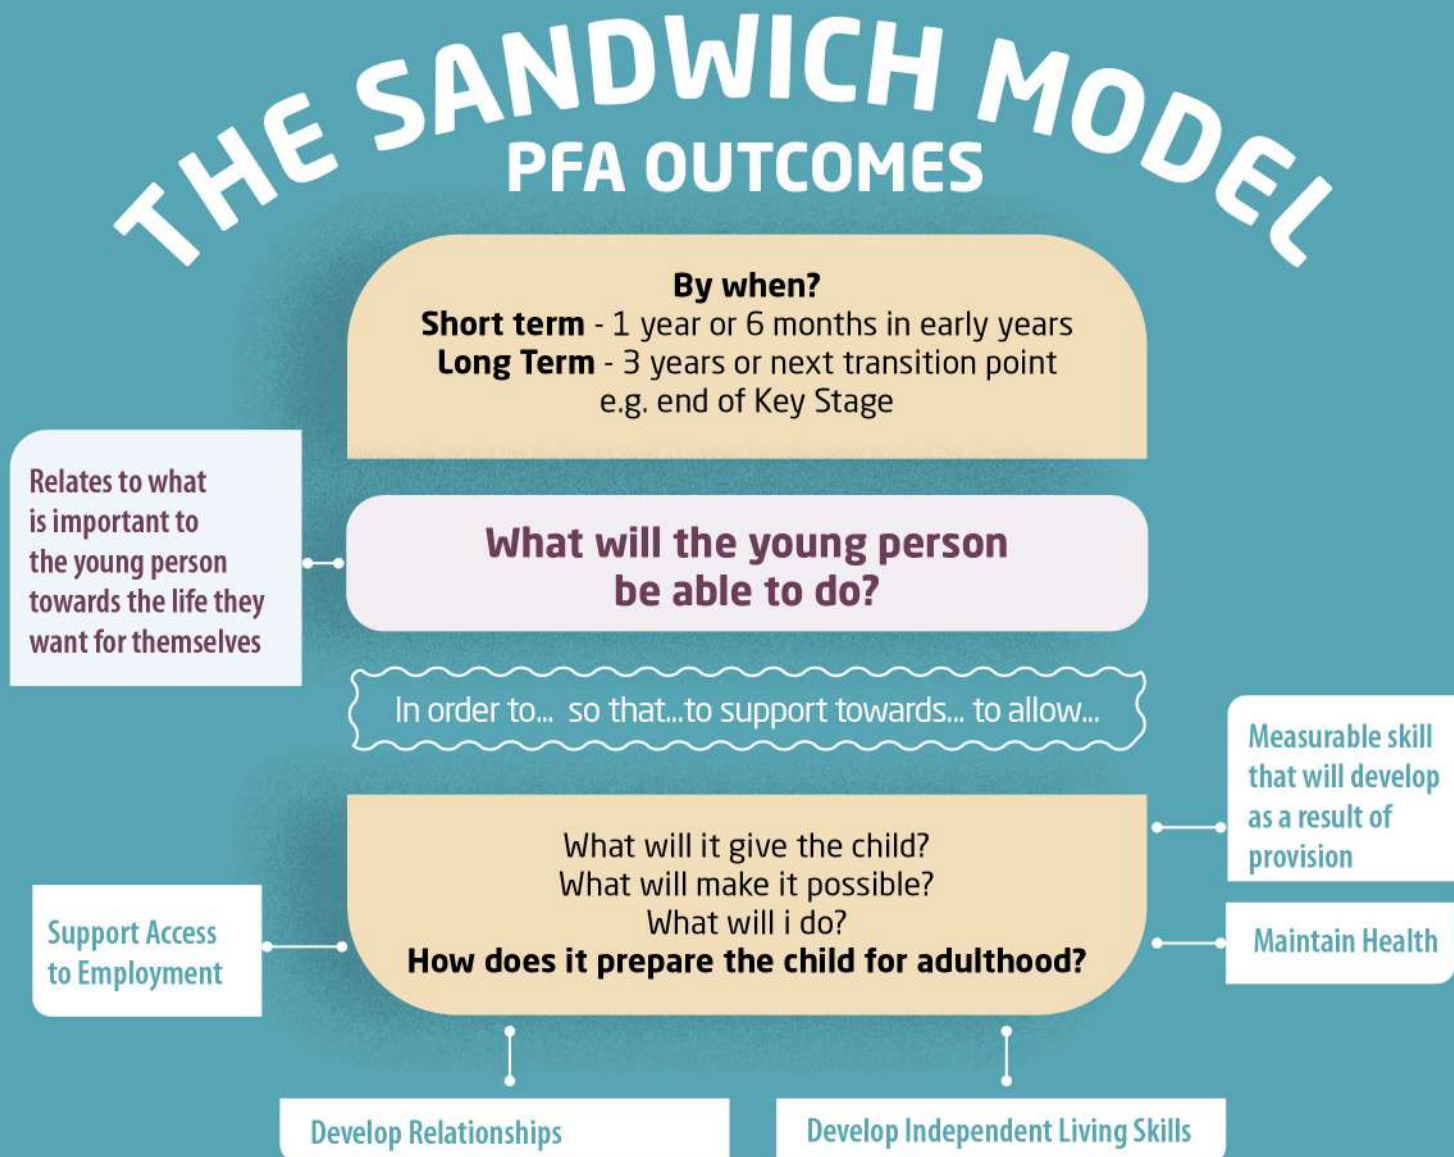 THE SANDWICH MODEL
PFA OUTCOMES
By when?
Short term - 1 year or 6 months in early years
Long Term - 3 years or next transition point
e.g. end of Key Stage
Relates to what
is important to
the young person
towards the life they
want for themselves
What will the young person
be able to do?
In order to... so that...to support towards... to allow...
Measurable skill
that will develop
as a result of
provision
What will it give the child?
What will make it possible?
What will i do?
How does it prepare the child for adulthood?
Support Access
to Employment
Maintain Health
Develop Relationships
Develop Independent Living Skills